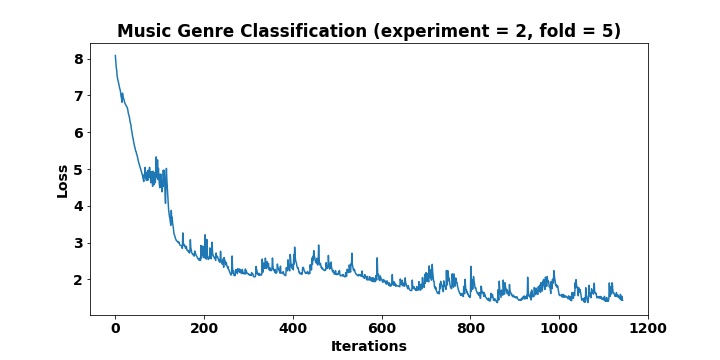 Music Genre Classification (experiment = 2, fold = 5)
8
7
6
5
4
3
2
Loss
0 200 400 600 800 1000 1200
Iterations